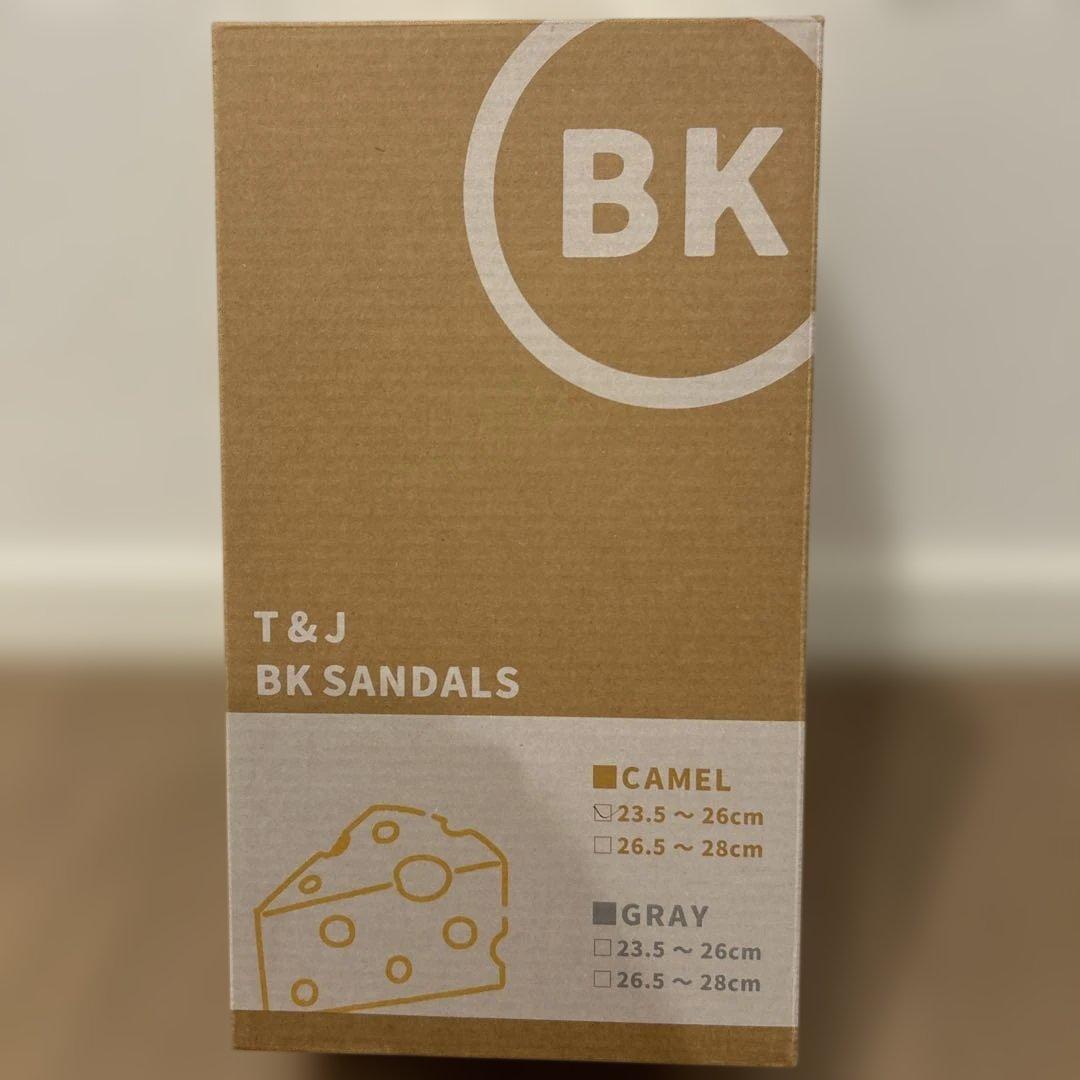 BK
T & J
BK SANDALS
CAMEL
23.5 ～ 26cm
26.5 ～ 28cm
GRAY
23.5 ～ 26cm
26.5 ～ 28cm